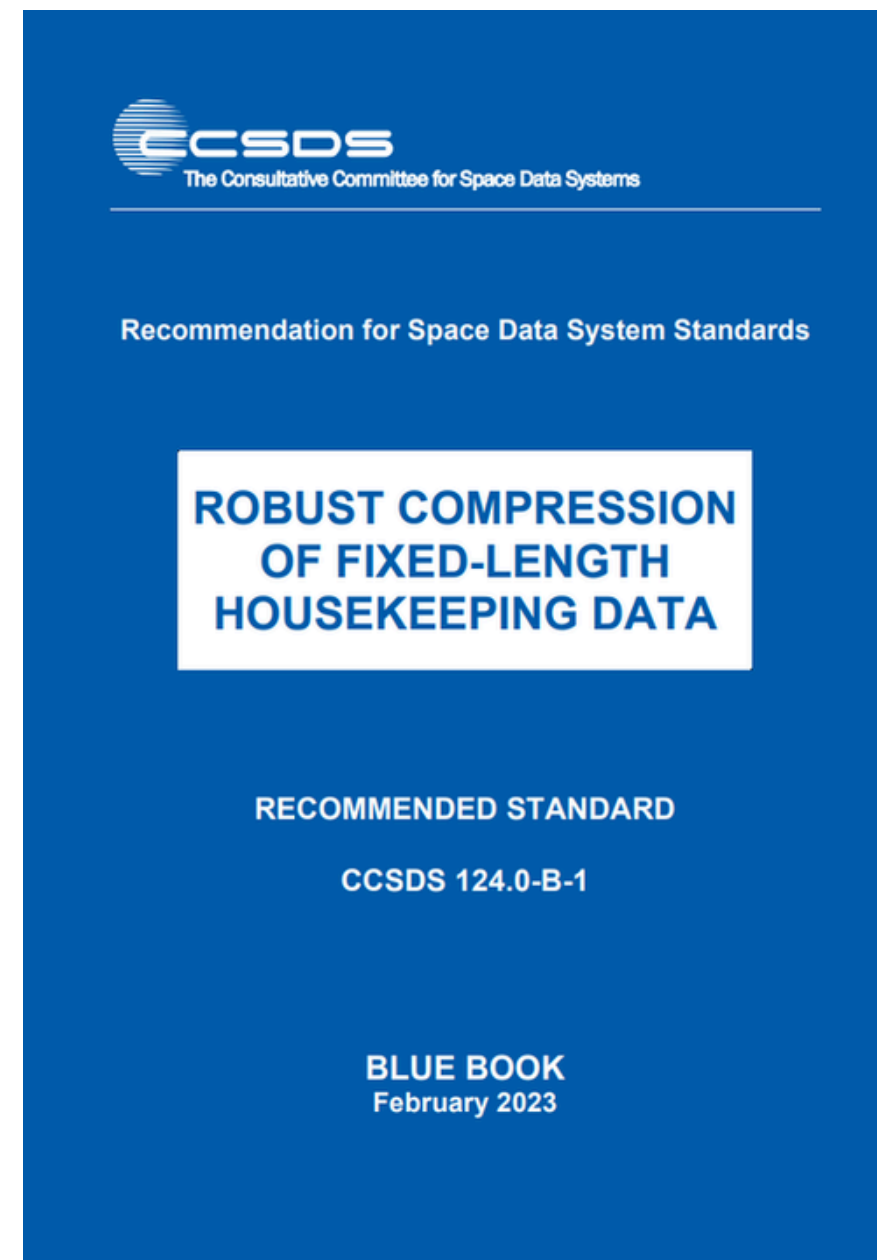 CCSDS
The Consultative Committee for Space Data Systems
Recommendation for Space Data System Standards
ROBUST COMPRESSION
OF FIXED-LENGTH
HOUSEKEEPING DATA
RECOMMENDED STANDARD
CCSDS 124.0-B-1
BLUE BOOK
February 2023